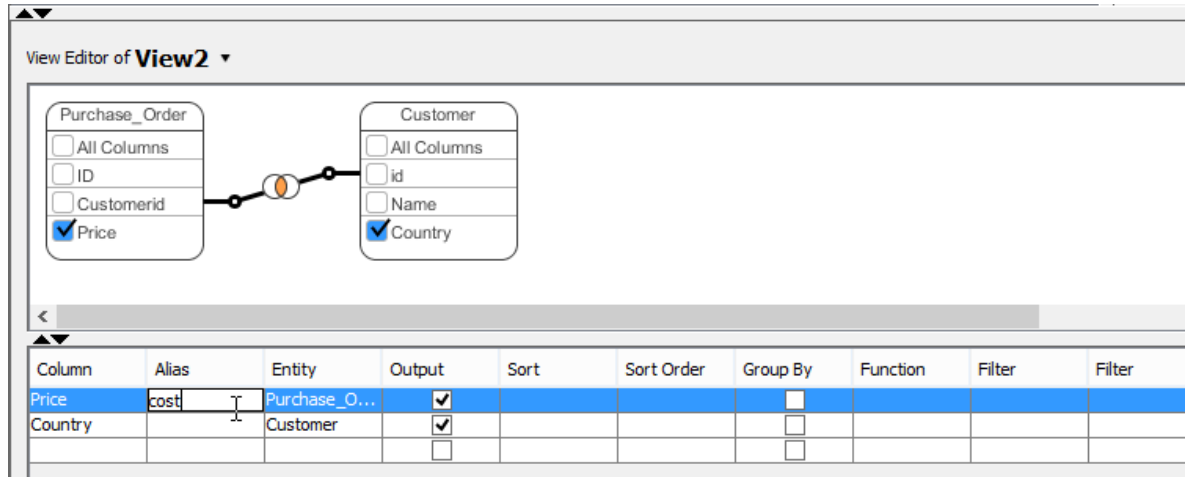 View Editor of View2
Purchase_Order
All Columns
ID
Customerid
Price
Customer
All Columns
id
Name
Country
Column Alias Entity Output Sort Sort Order Group By Function Filter Filter
Price cost Purchase_O...
Country Customer